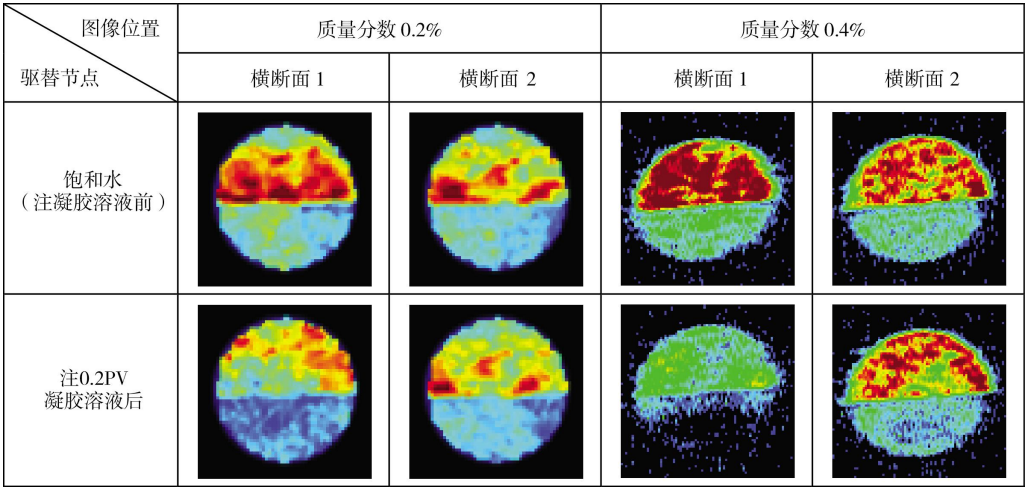 图像位置
驱替节点
质量分数 0.2%
质量分数 0.4%
横断面 1
横断面 2
横断面 1
横断面 2
饱和水
（注凝胶溶液前）
注0.2PV
凝胶溶液后